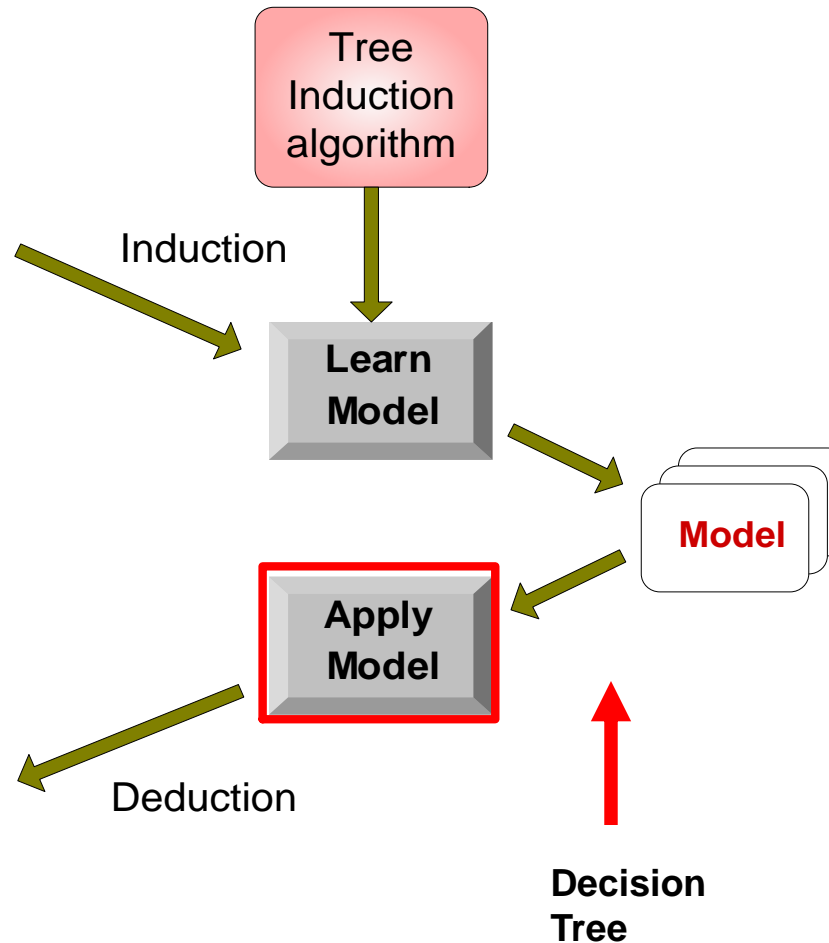 Tree
Induction
algorithm
Induction
Learn
Model
Model
Apply
Model
Deduction
Decision
Tree